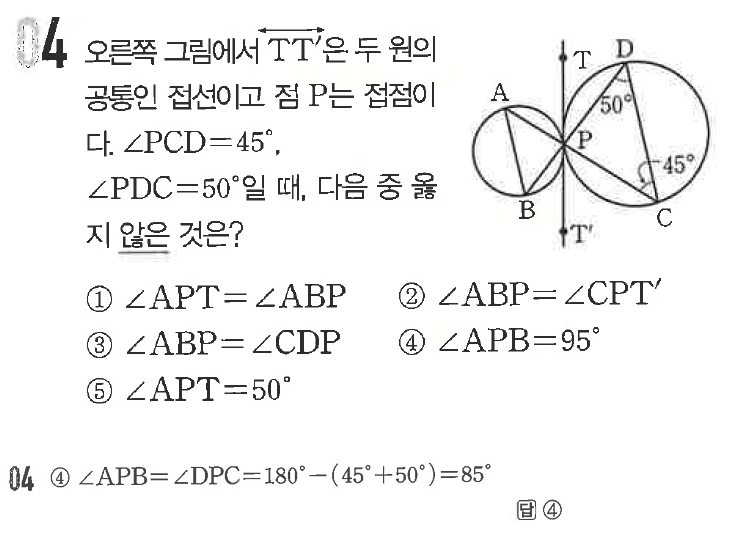 04 오른쪽 그림에서 TT′은 두 원의
공통인 접선이고 점 P는 접점이
다. ∠PCD=45°,
∠PDC=50°일 때, 다음 중 옳
지 않은 것은?
T
D
A
50°
P
45°
B
C
T′
① ∠APT=∠ABP ② ∠ABP=∠CPT′
③ ∠ABP=∠CDP ④ ∠APB=95°
⑤ ∠APT=50°
04 ④ ∠APB=∠DPC=180°−(45°+50°)=85°
답 ④